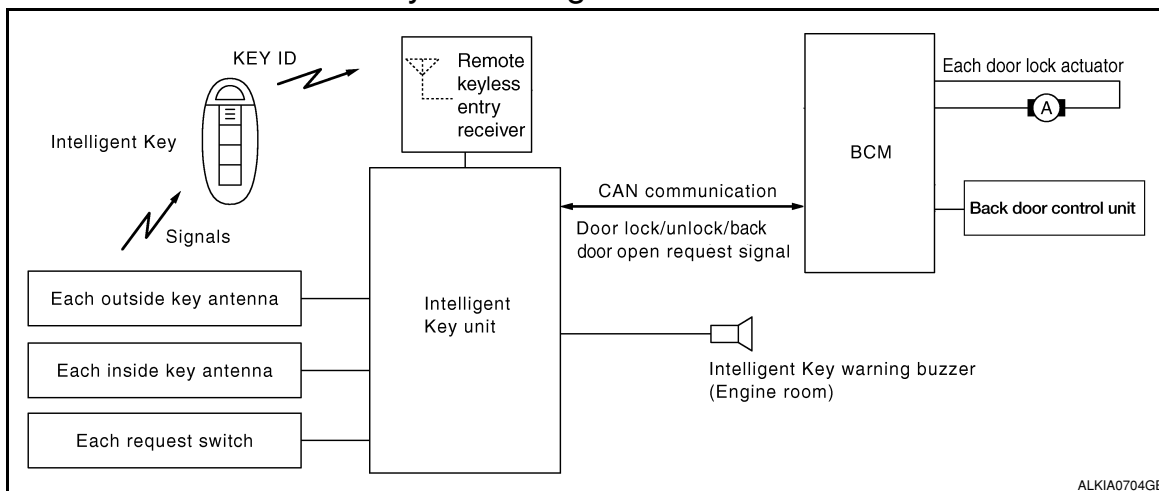 KEY ID
Remote
keyless
entry
receiver
Intelligent Key
Signals
Each outside key antenna
Each inside key antenna
Each request switch
Intelligent
Key unit
CAN communication
Door lock/unlock/back
door open request signal
BCM
Each door lock actuator
A
Back door control unit
Intelligent Key warning buzzer
(Engine room)